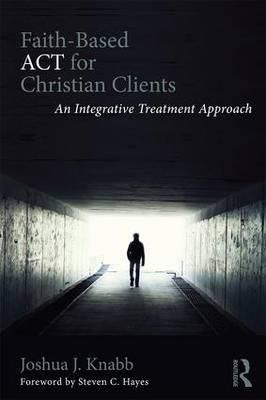 Faith-Based
ACT for
Christian Clients
An Integrative Treatment Approach
Joshua J. Knabb
Foreword by Steven C. Hayes
R
ROUTLEDGE